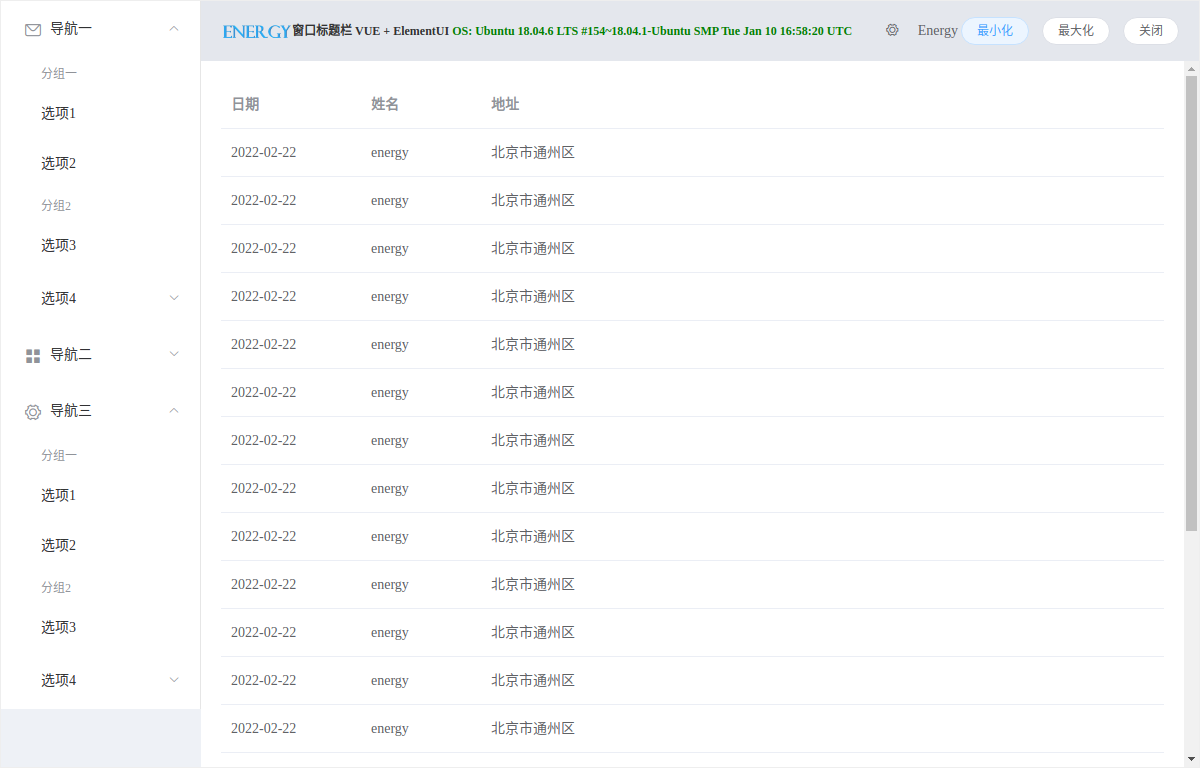 导航一
分组一
选项1
选项2
分组2
选项3
选项4
导航二
导航三
分组一
选项1
选项2
分组2
选项3
选项4
ENERGY 窗口标题栏 VUE + ElementUI OS: Ubuntu 18.04.6 LTS #154~18.04.1-Ubuntu SMP Tue Jan 10 16:58:20 UTC Energy 最小化 最大化 关闭
日期 姓名 地址
2022-02-22 energy 北京市通州区
2022-02-22 energy 北京市通州区
2022-02-22 energy 北京市通州区
2022-02-22 energy 北京市通州区
2022-02-22 energy 北京市通州区
2022-02-22 energy 北京市通州区
2022-02-22 energy 北京市通州区
2022-02-22 energy 北京市通州区
2022-02-22 energy 北京市通州区
2022-02-22 energy 北京市通州区
2022-02-22 energy 北京市通州区
2022-02-22 energy 北京市通州区
2022-02-22 energy 北京市通州区